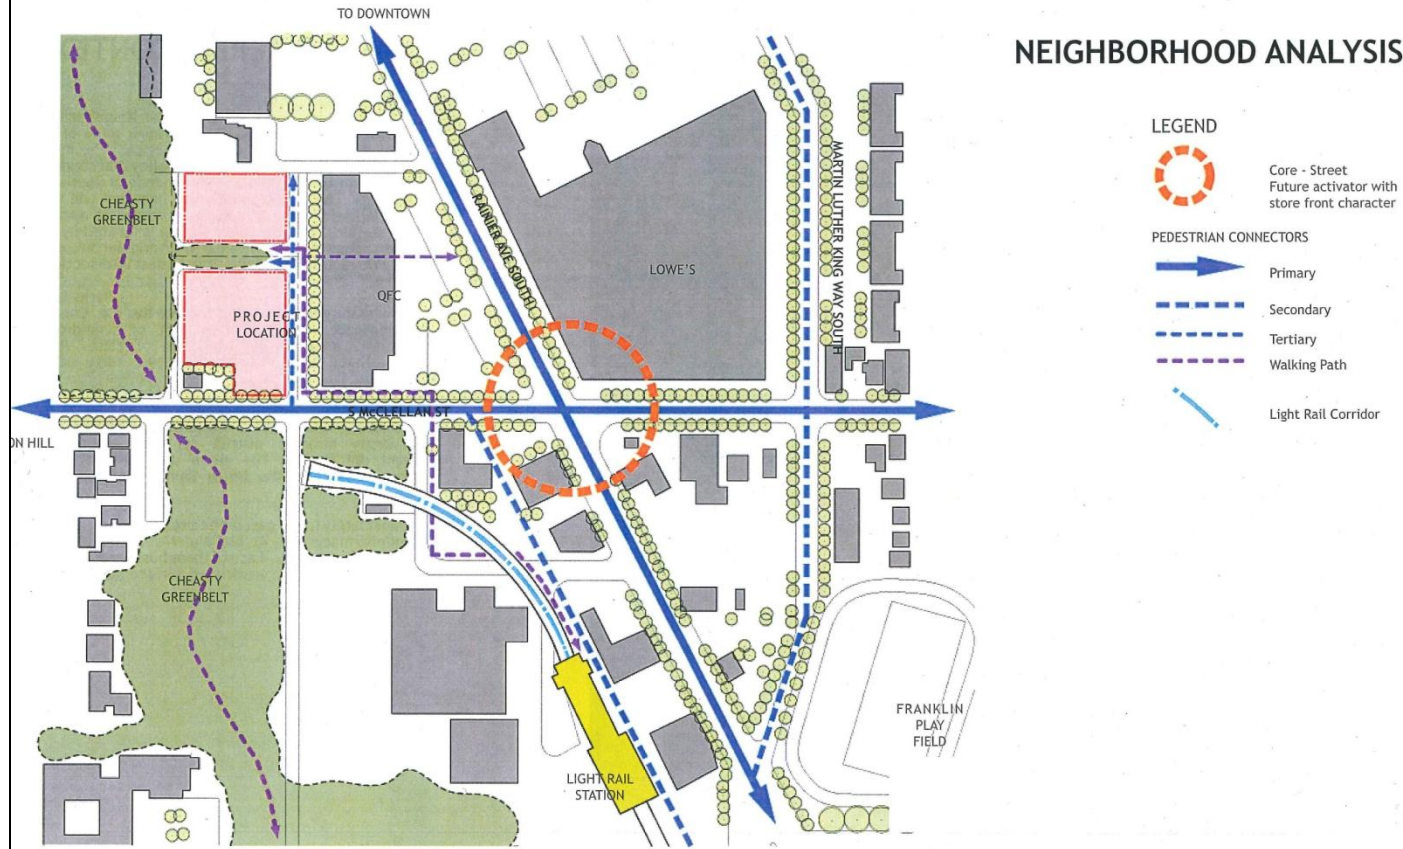 TO DOWNTOWN
NEIGHBORHOOD ANALYSIS
LEGEND
Core - Street
Future activator with
store front character
PEDESTRIAN CONNECTORS
Primary
Secondary
Tertiary
Walking Path
Light Rail Corridor
CHEASTY
GREENBELT
RAINIER AVE SOUTH
MARTIN LUTHER KING WAY SOUTH
LOWE'S
QFC
PROJECT
LOCATION
S McCLELLAN ST
ON HILL
CHEASTY
GREENBELT
LIGHT RAIL
STATION
FRANKLIN
PLAY
FIELD